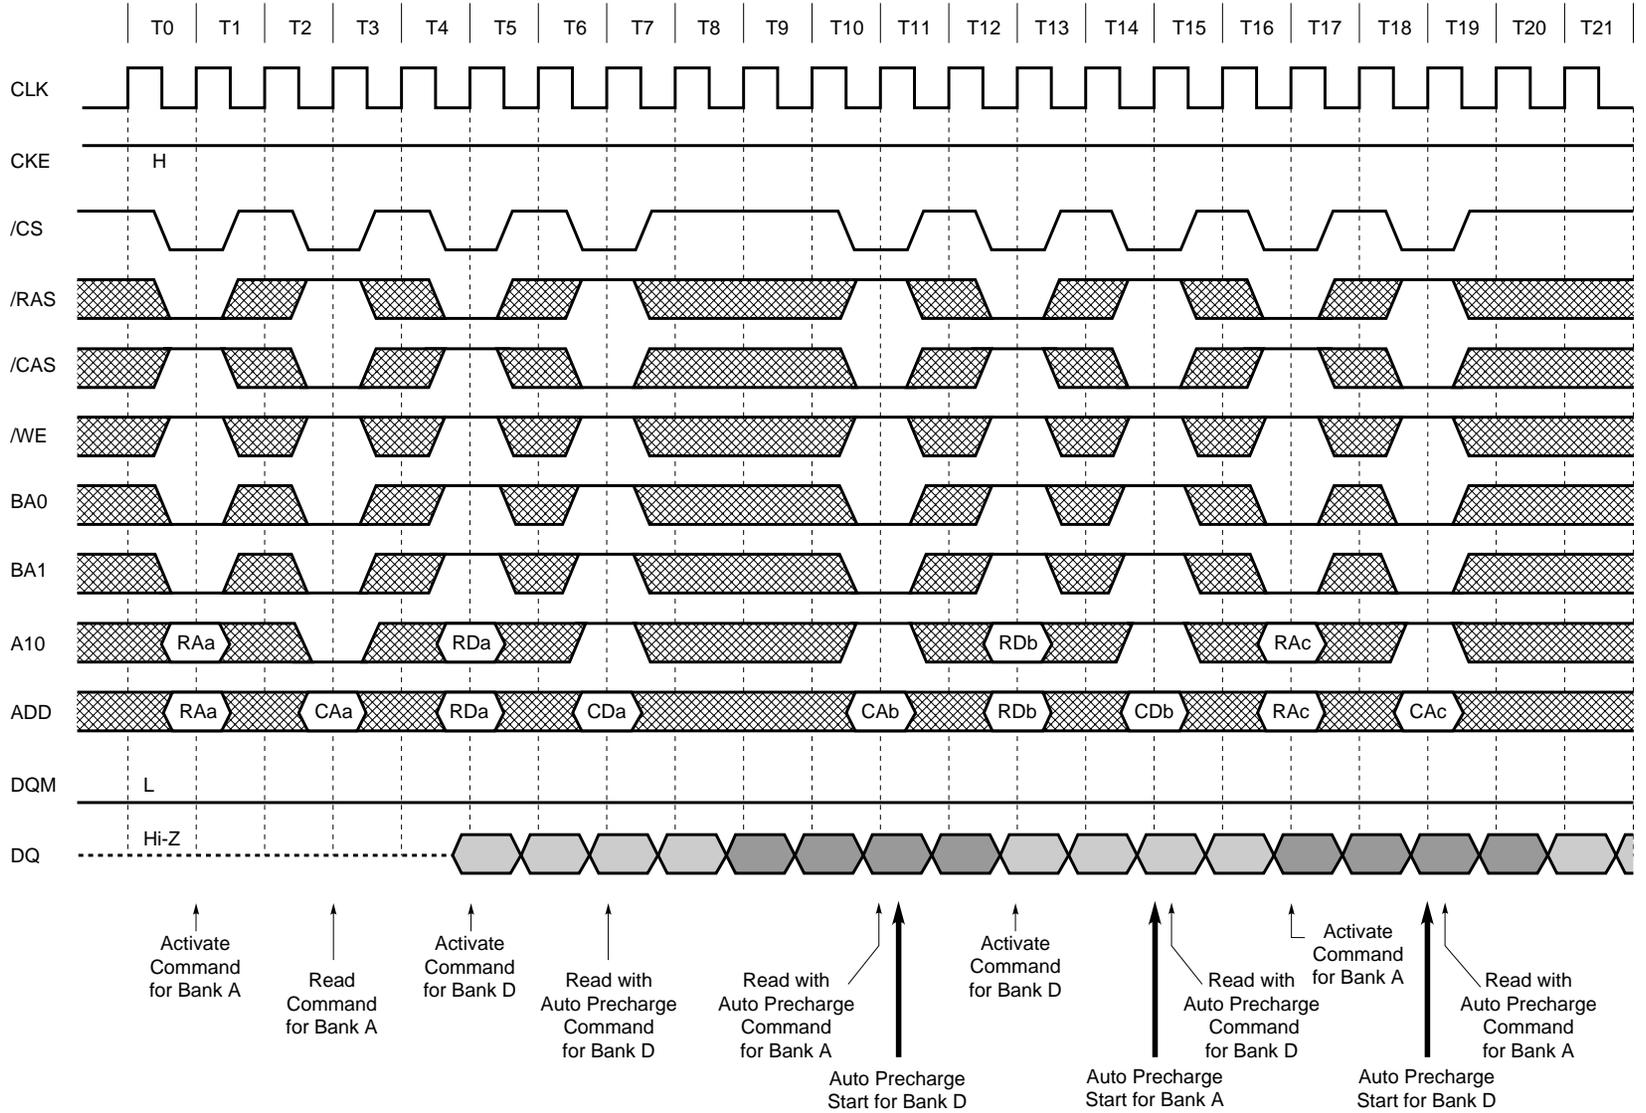 T0 T1 T2 T3 T4 T5 T6 T7 T8 T9 T10 T11 T12 T13 T14 T15 T16 T17 T18 T19 T20 T21
CLK
CKE
H
/CS
/RAS
/CAS
/WE
BA0
BA1
A10
RAa RDa RDb RAc
ADD
RAa CAa RDa CDa CAb RDb CDb RAc CAc
DQM
L
Hi-Z
DQ
Activate
Command
for Bank A
Read
Command
for Bank A
Activate
Command
for Bank D
Read with
Auto Precharge
Command
for Bank D
Read with
Auto Precharge
Command
for Bank A
Auto Precharge
Start for Bank D
Activate
Command
for Bank D
Auto Precharge
Start for Bank A
Read with
Auto Precharge
Command
for Bank D
Activate
Command
for Bank A
Auto Precharge
Start for Bank D
Read with
Auto Precharge
Command
for Bank A